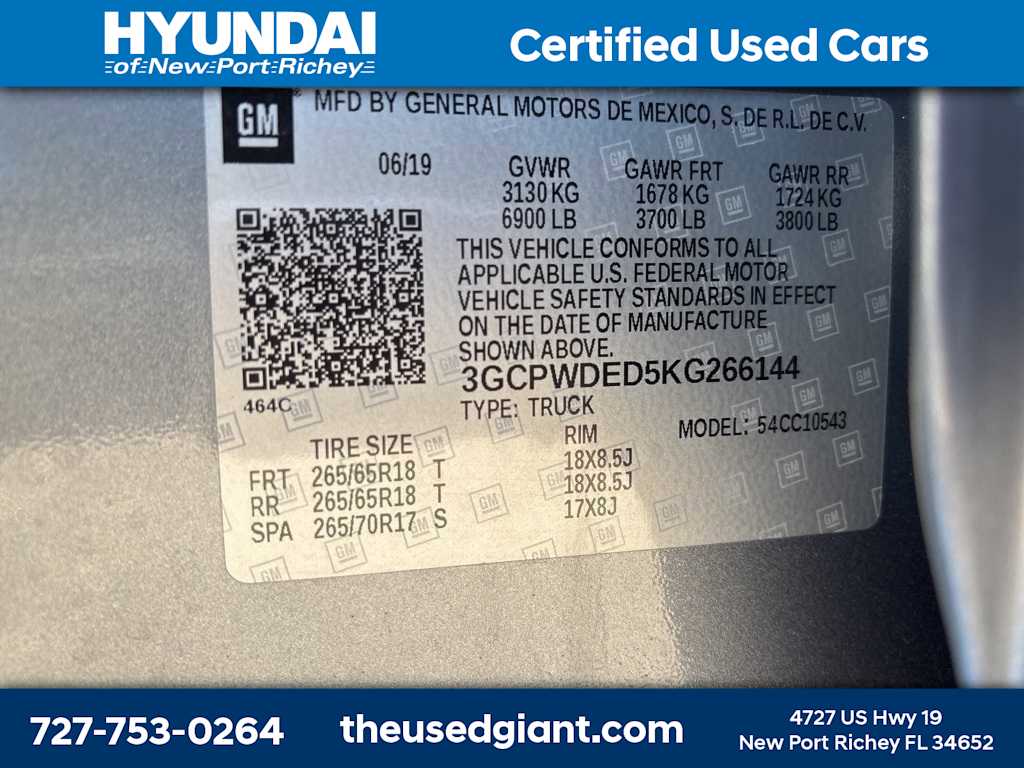 HYUNDAI
of New Port Richey
Certified Used Cars
GM
MFD BY GENERAL MOTORS DE MEXICO, S. DE R.L. DE C.V.
06/19 GVWR GAWR FRT GAWR RR
3130 KG 1678 KG 1724 KG
6900 LB 3700 LB 3800 LB
THIS VEHICLE CONFORMS TO ALL
APPLICABLE U.S. FEDERAL MOTOR
VEHICLE SAFETY STANDARDS IN EFFECT
ON THE DATE OF MANUFACTURE
SHOWN ABOVE.
3GCPWDED5KG266144
464C
TYPE: TRUCK MODEL: 54CC10543
TIRE SIZE RIM
FRT 265/65R18 T 18X8.5J
RR 265/65R18 T 18X8.5J
SPA 265/70R17 S 17X8J
727-753-0264
theusedgiant.com
4727 US Hwy 19
New Port Richey FL 34652